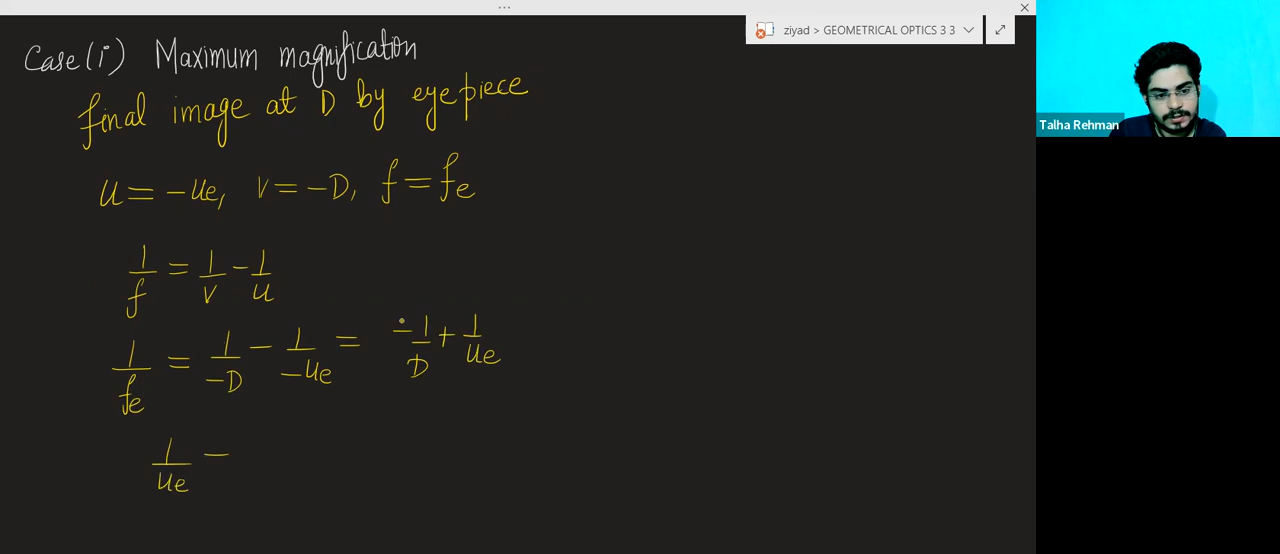 ziyad > GEOMETRICAL OPTICS 3 3
Case(i) Maximum magnification
final image at D by eyepiece
u = -ue, v = -D, f = fe
1/f = 1/v - 1/u
1/fe = 1/-D - 1/-ue = -1/D + 1/ue
1/ue -
Talha Rehman